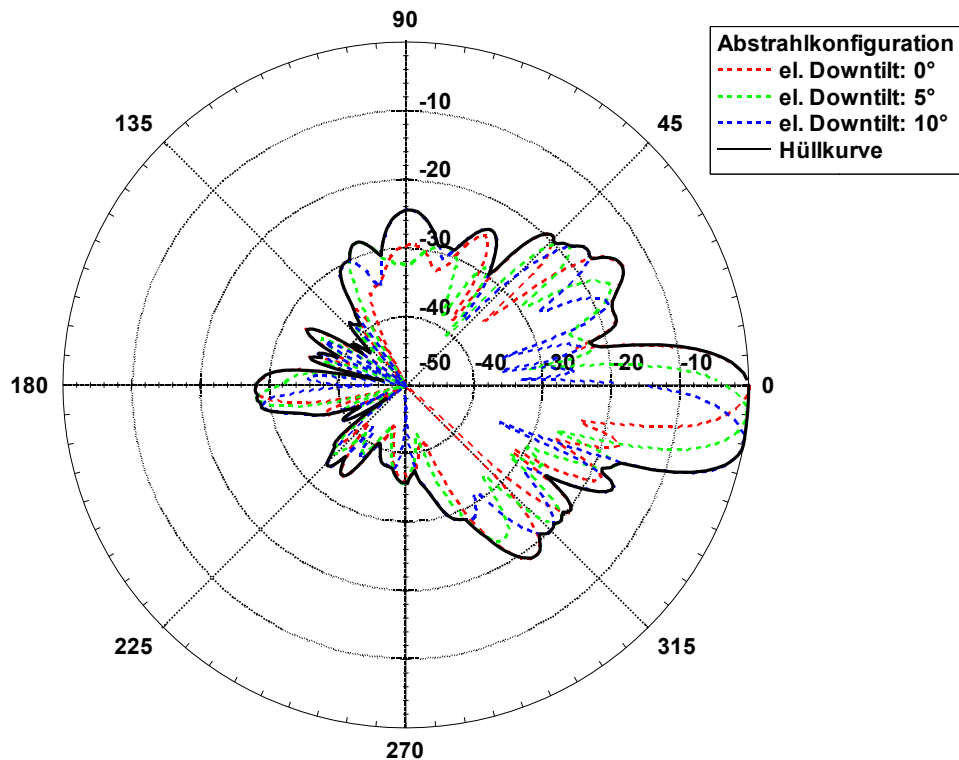 90
Abstrahlkonfiguration
el. Downtilt: 0°
el. Downtilt: 5°
el. Downtilt: 10°
Hüllkurve
-10
135
45
-20
-30
-40
-50 -40 -30 -20 -10
180
0
225
315
270